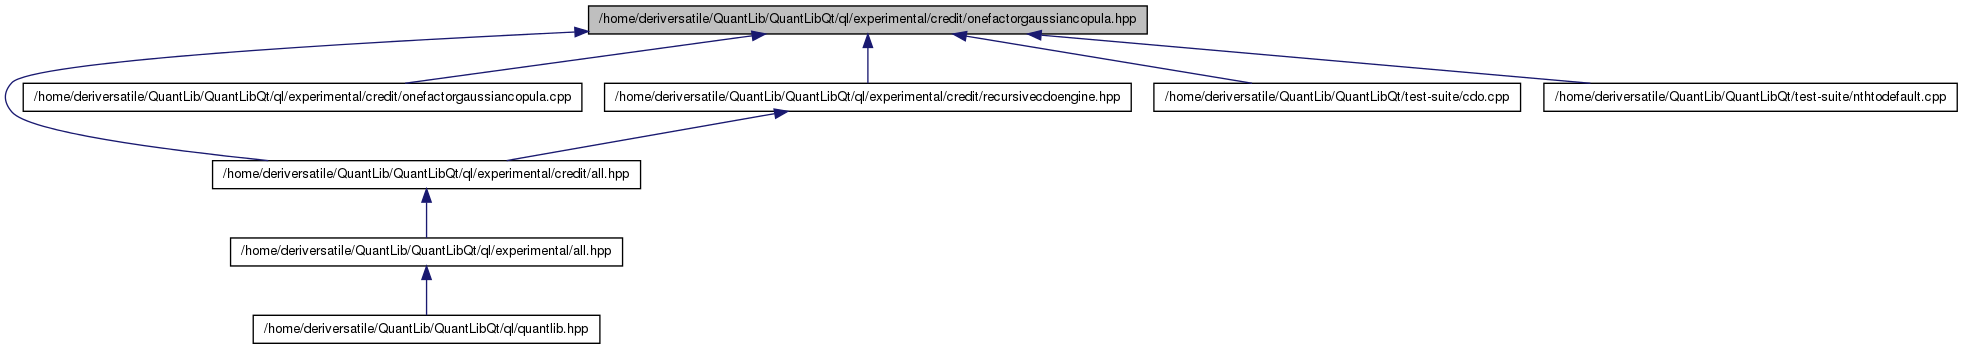 /home/deriversatile/QuantLib/QuantLibQt/ql/experimental/credit/onefactorgaussiancopula.hpp
/home/deriversatile/QuantLib/QuantLibQt/ql/experimental/credit/onefactorgaussiancopula.cpp
/home/deriversatile/QuantLib/QuantLibQt/ql/experimental/credit/recursivecdoengine.hpp
/home/deriversatile/QuantLib/QuantLibQt/test-suite/cdo.cpp
/home/deriversatile/QuantLib/QuantLibQt/test-suite/nthtodefault.cpp
/home/deriversatile/QuantLib/QuantLibQt/ql/experimental/credit/all.hpp
/home/deriversatile/QuantLib/QuantLibQt/ql/experimental/all.hpp
/home/deriversatile/QuantLib/QuantLibQt/ql/quantlib.hpp